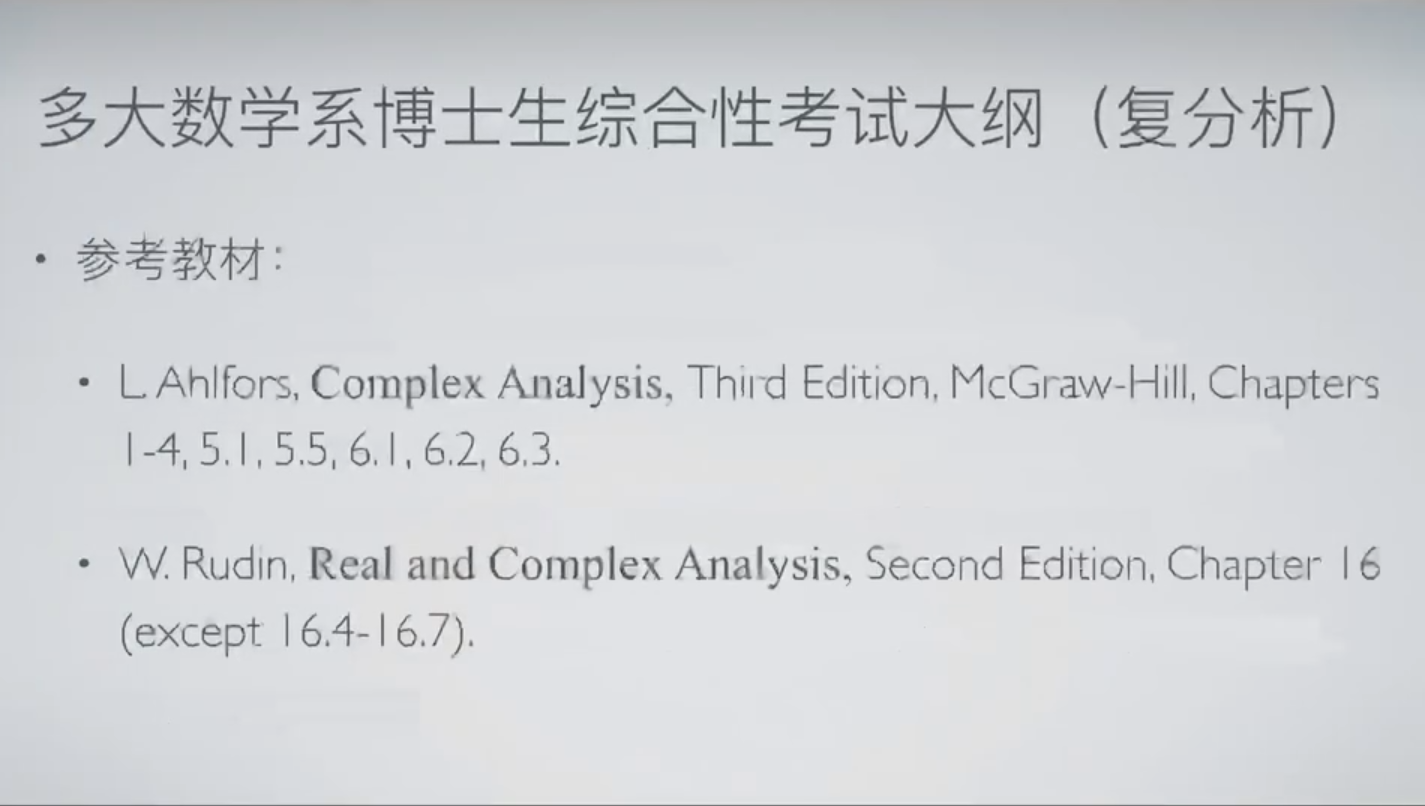 多大数学系博士生综合性考试大纲（复分析）
• 参考教材：
• L. Ahlfors, Complex Analysis, Third Edition, McGraw-Hill, Chapters
1-4, 5.1, 5.5, 6.1, 6.2, 6.3.
• W. Rudin, Real and Complex Analysis, Second Edition, Chapter 16
(except 16.4-16.7).